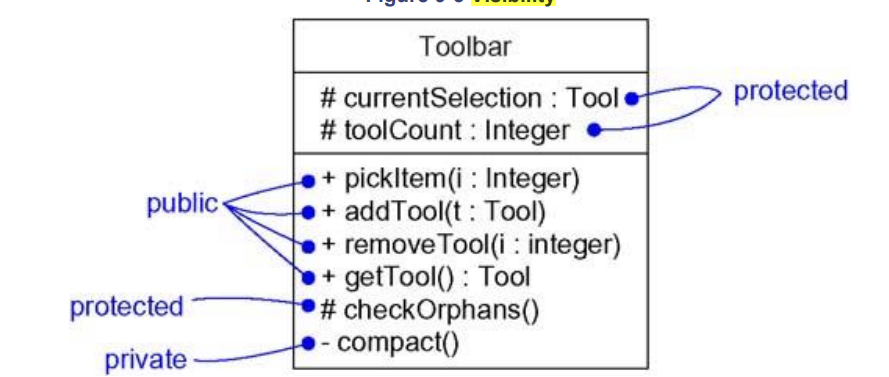 Visibility
Toolbar
# currentSelection : Tool
# toolCount : Integer
protected
+ pickItem(i : Integer)
+ addTool(t : Tool)
+ removeTool(i : integer)
+ getTool() : Tool
# checkOrphans()
- compact()
public
protected
private